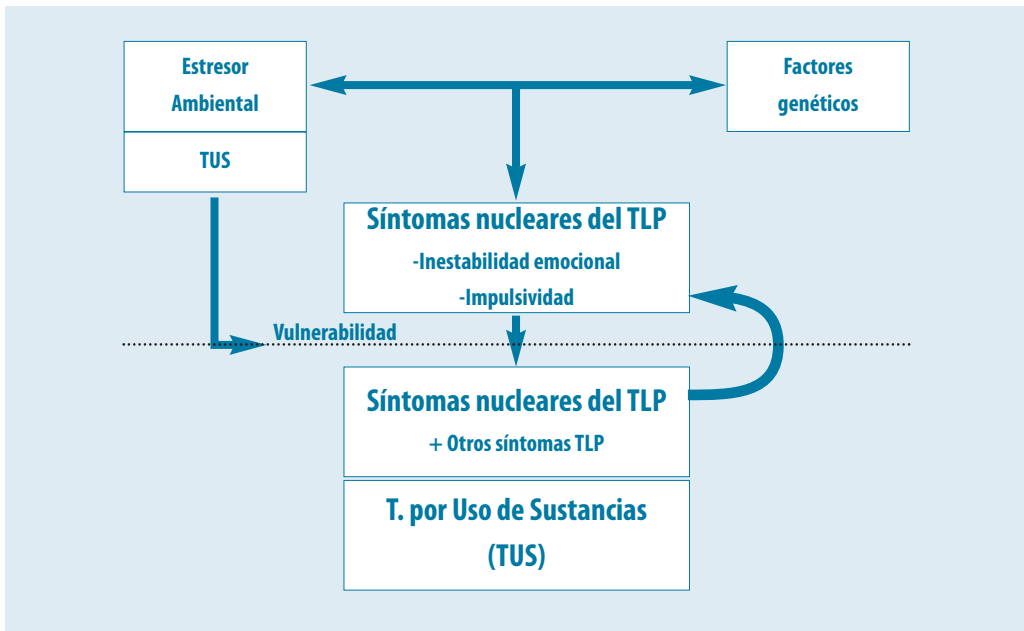 Estresor
Ambiental
TUS
Factores
genéticos
Síntomas nucleares del TLP
-Inestabilidad emocional
-Impulsividad
Vulnerabilidad
Síntomas nucleares del TLP
+ Otros síntomas TLP
T. por Uso de Sustancias
(TUS)